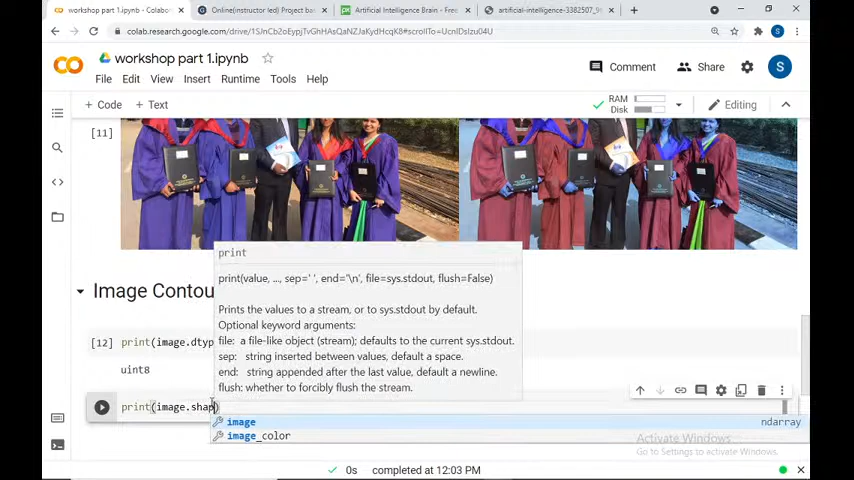 workshop part 1.ipynb - Colabo
Online(instructor led) Project ba
Artificial Intelligence Brain - Free
artificial-intelligence-3382507_9
colab.research.google.com/drive/
workshop part 1.ipynb
Comment
Share
S
File Edit View Insert Runtime Tools Help
+ Code + Text
RAM
Disk
Editing
[11]
print
print(value, ..., sep=' ', end='\n', file=sys.stdout, flush=False)
Image Contou
Prints the values to a stream, or to sys.stdout by default.
Optional keyword arguments:
file: a file-like object (stream); defaults to the current sys.stdout.
sep: string inserted between values, default a space.
end: string appended after the last value, default a newline.
flush: whether to forcibly flush the stream.
[12] print(image.dtyp
uint8
print(image.shap)
image ndarray
image_color
Activate Windows
Go to Settings to activate Windows.
0s completed at 12:03 PM